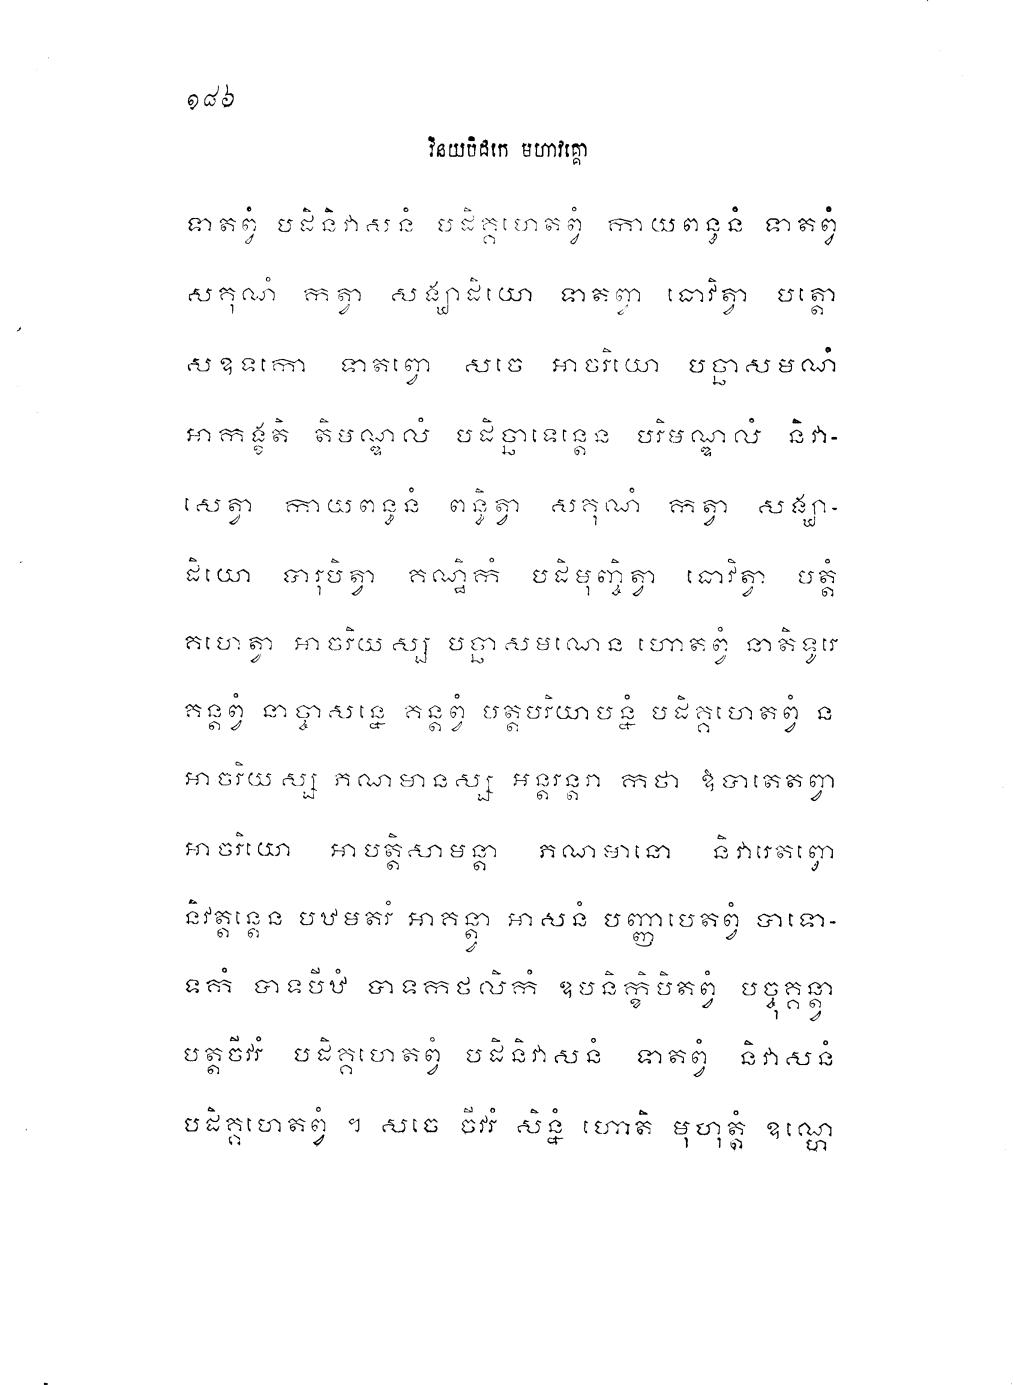 ១៨៦
វិនយបិដកេ មហាវគ្គោ
ទាតព្វំ បដិនិវាសនំ បដិគ្គហេតព្វំ កាយពន្ធនំ ទាតព្វំ
សគុណំ កត្វា សង្ឃាដិយោ ទាតព្វា ធោវិត្វា បត្តោ
សឧទកោ ទាតព្វោ សចេ អាចរិយោ បច្ឆាសមណំ
អាកង្ខតិ តិមណ្ឌលំ បដិច្ឆាទេន្តេន បរិមណ្ឌលំ និវា-
សេត្វា កាយពន្ធនំ ពន្ធិត្វា សគុណំ កត្វា សង្ឃា-
ដិយោ បារុបិត្វា គណ្ឋិកំ បដិមុញ្ចិត្វា ធោវិត្វា បត្តំ
គហេត្វា អាចរិយស្ស បច្ឆាសមណេន ហោតព្វំ នាតិទូរេ
គន្តព្វំ នាច្ចាសន្នេ គន្តព្វំ បត្តបរិយាបន្នំ បដិគ្គហេតព្វំ ន
អាចរិយស្ស ភណមានស្ស អន្តរន្តរា កថា ឱបាតេតព្វា
អាចរិយោ អាបត្តិសាមន្តា ភណមានោ និវារេតព្វោ
និវត្តន្តេន បឋមតរំ អាគន្ត្វា អាសនំ បញ្ញាបេតព្វំ បាទោ-
ទកំ បាទបីឋំ បាទកថលិកំ ឧបនិក្ខិបិតព្វំ បច្ចុគ្គន្ត្វា
បត្តចីវរំ បដិគ្គហេតព្វំ បដិនិវាសនំ ទាតព្វំ និវាសនំ
បដិគ្គហេតព្វំ ។ សចេ ចីវរំ សិន្នំ ហោតិ មុហុត្តំ ឧណ្ហេ